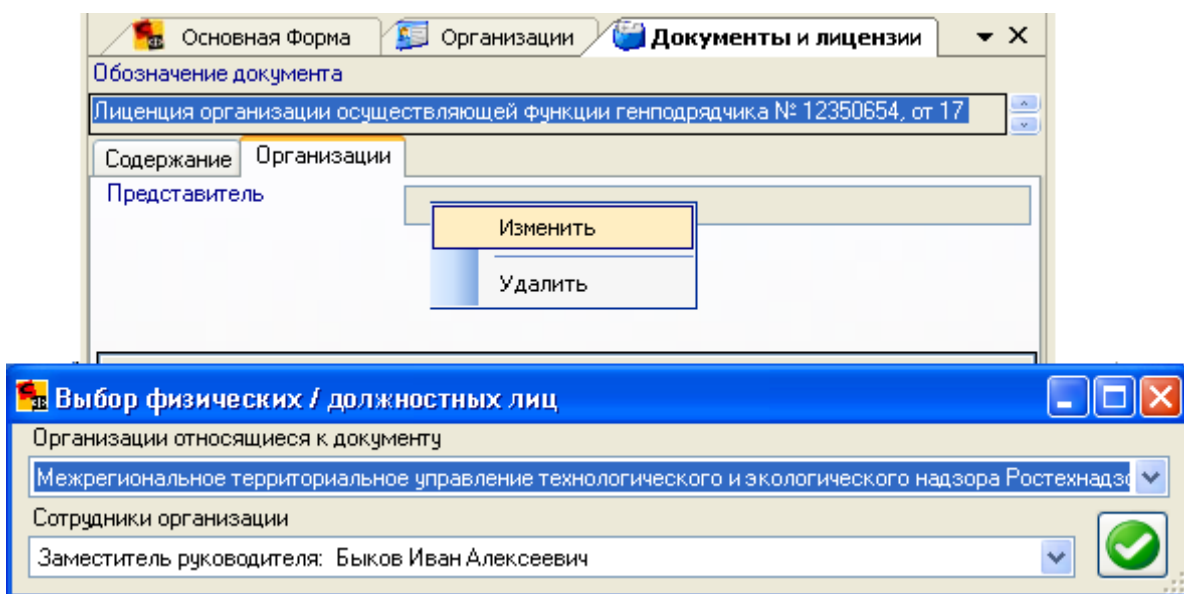 Основная Форма Организации Документы и лицензии
Обозначение документа
Лиценция организации осуществляющей функции генподрядчика № 12350654, от 17
Содержание Организации
Представитель
Изменить
Удалить
Выбор физических / должностных лиц
Организации относящиеся к документу
Межрегиональное территориальное управление технологического и экологического надзора Ростехнадзо
Сотрудники организации
Заместитель руководителя: Быков Иван Алексеевич